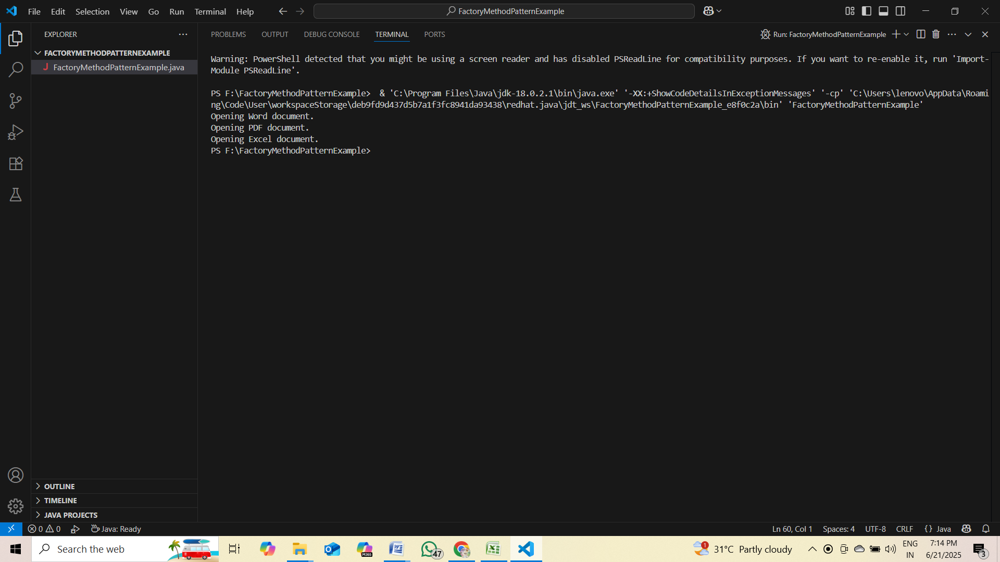 File Edit Selection View Go Run Terminal Help
FactoryMethodPatternExample
EXPLORER
PROBLEMS OUTPUT DEBUG CONSOLE TERMINAL PORTS
Run: FactoryMethodPatternExample
FACTORYMETHODPATTERNEXAMPLE
J FactoryMethodPatternExample.java
Warning: PowerShell detected that you might be using a screen reader and has disabled PSReadLine for compatibility purposes. If you want to re-enable it, run 'Import-
Module PSReadLine'.
PS F:\FactoryMethodPatternExample>  & 'C:\Program Files\Java\jdk-18.0.2.1\bin\java.exe' '-XX:+ShowCodeDetailsInExceptionMessages' '-cp' 'C:\Users\lenovo\AppData\Roami
ng\Code\User\workspaceStorage\deb9fd9d437d5b7a1f3fc8941da93438\redhat.java\jdt_ws\FactoryMethodPatternExample_e8f0c2a\bin' 'FactoryMethodPatternExample'
Opening Word document.
Opening PDF document.
Opening Excel document.
PS F:\FactoryMethodPatternExample>
OUTLINE
TIMELINE
JAVA PROJECTS
0 0 Java: Ready
Ln 60, Col 1 Spaces: 4 UTF-8 CRLF {} Java
Search the web
M365
47
1
31°C Partly cloudy
ENG
IN
7:14 PM
6/21/2025
3